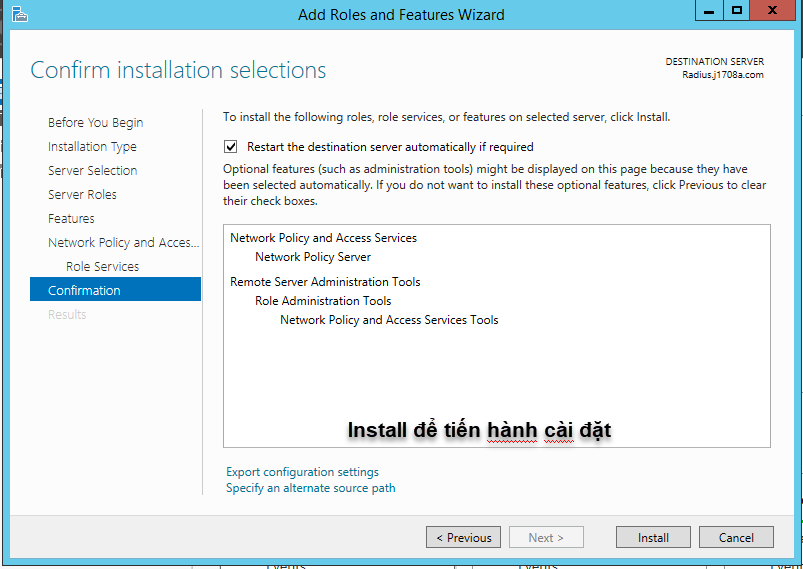 Add Roles and Features Wizard
Confirm installation selections
DESTINATION SERVER
Radius.j1708a.com
Before You Begin
Installation Type
Server Selection
Server Roles
Features
Network Policy and Acces...
Role Services
Confirmation
Results
To install the following roles, role services, or features on selected server, click Install.
Restart the destination server automatically if required
Optional features (such as administration tools) might be displayed on this page because they have
been selected automatically. If you do not want to install these optional features, click Previous to clear
their check boxes.
Network Policy and Access Services
Network Policy Server
Remote Server Administration Tools
Role Administration Tools
Network Policy and Access Services Tools
Install để tiến hành cài đặt
Export configuration settings
Specify an alternate source path
< Previous
Next >
Install
Cancel